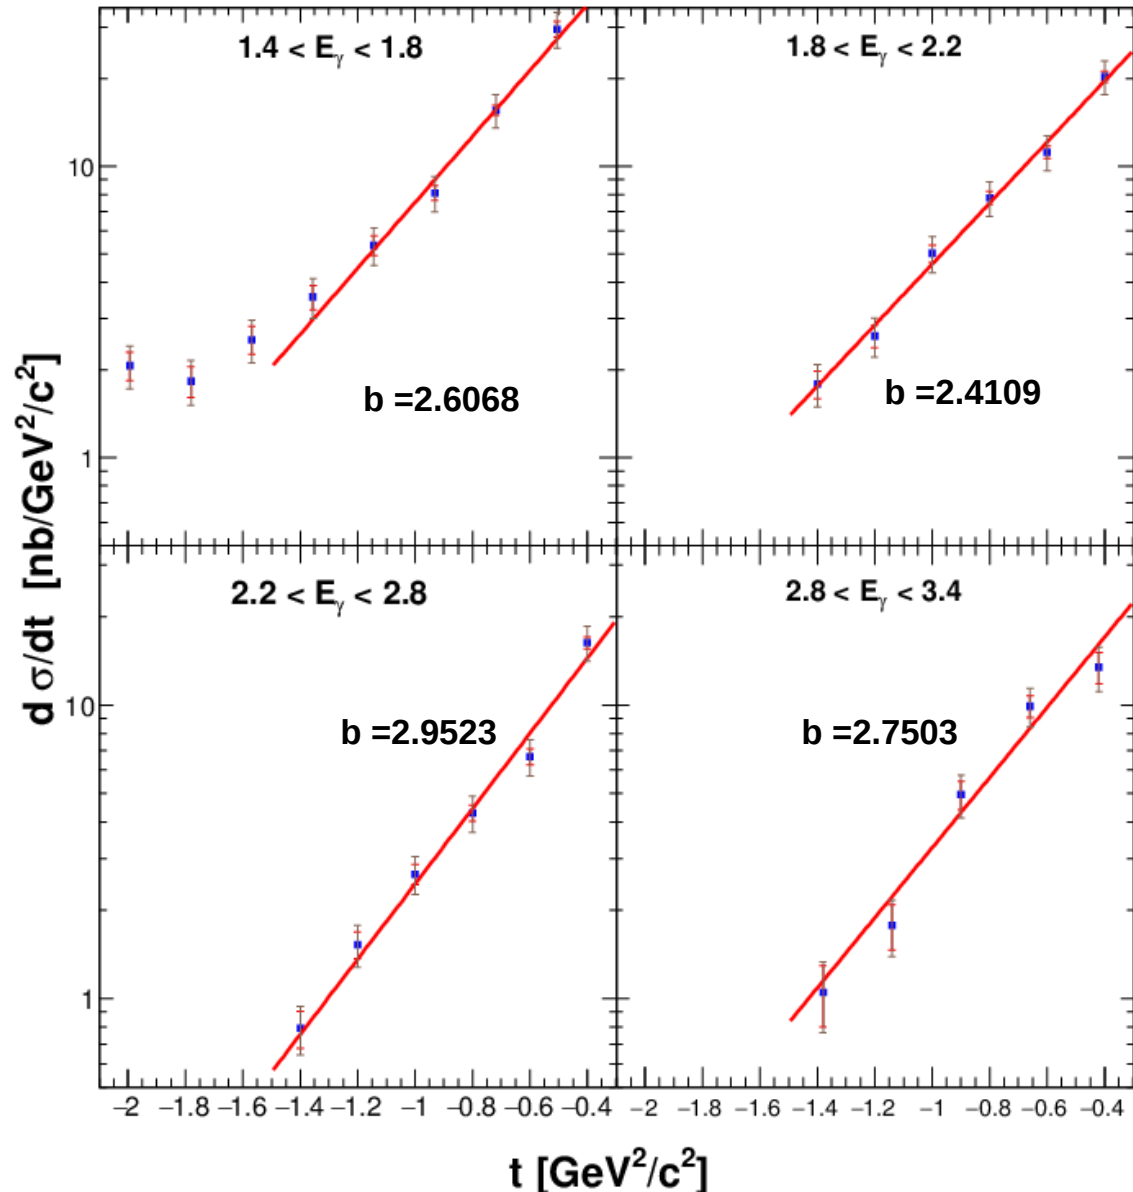 1.4 < Eγ < 1.8
1.8 < Eγ < 2.2
10
1
b =2.6068
b =2.4109
d σ/dt [nb/GeV²/c²]
2.2 < Eγ < 2.8
2.8 < Eγ < 3.4
10
1
b =2.9523
b =2.7503
−2 −1.8 −1.6 −1.4 −1.2 −1 −0.8 −0.6 −0.4
−2 −1.8 −1.6 −1.4 −1.2 −1 −0.8 −0.6 −0.4
t [GeV²/c²]